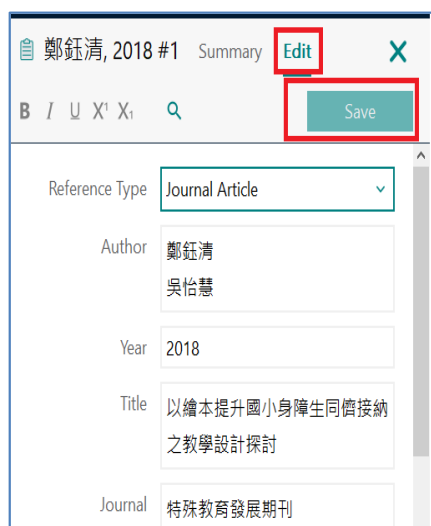 鄭鈺清, 2018 #1 Summary Edit
B I U X¹ X₁ Save
Reference Type Journal Article
Author 鄭鈺清
吳怡慧
Year 2018
Title 以繪本提升國小身障生同儕接納
之教學設計探討
Journal 特殊教育發展期刊